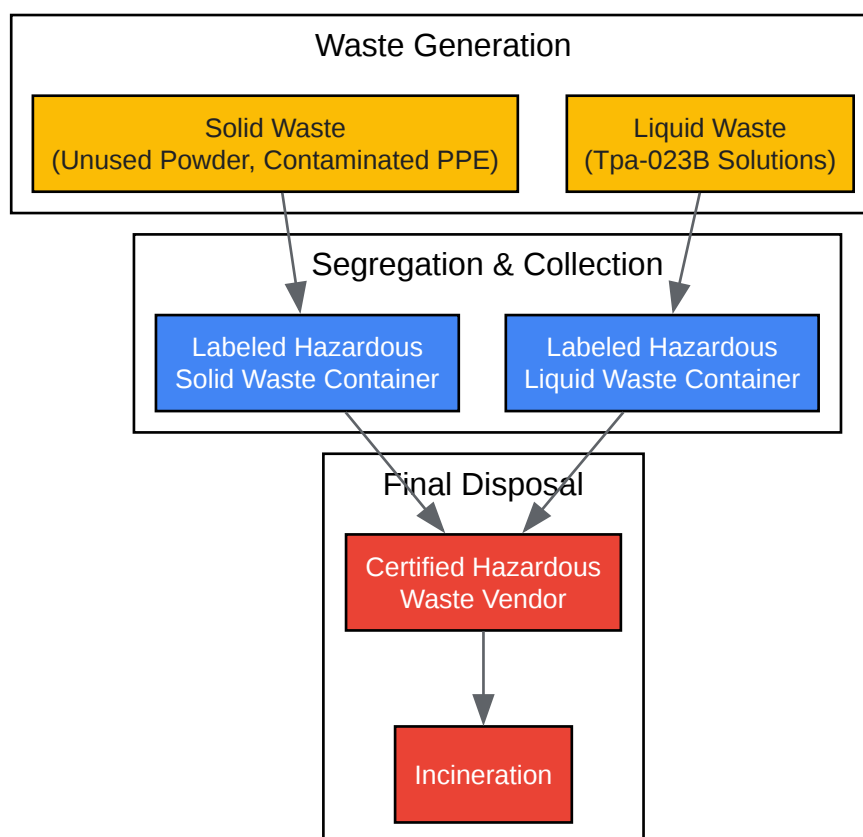 Waste Generation
Solid Waste
(Unused Powder, Contaminated PPE)
Liquid Waste
(Tpa-023B Solutions)
Segregation & Collection
Labeled Hazardous
Solid Waste Container
Labeled Hazardous
Liquid Waste Container
Final Disposal
Certified Hazardous
Waste Vendor
Incineration